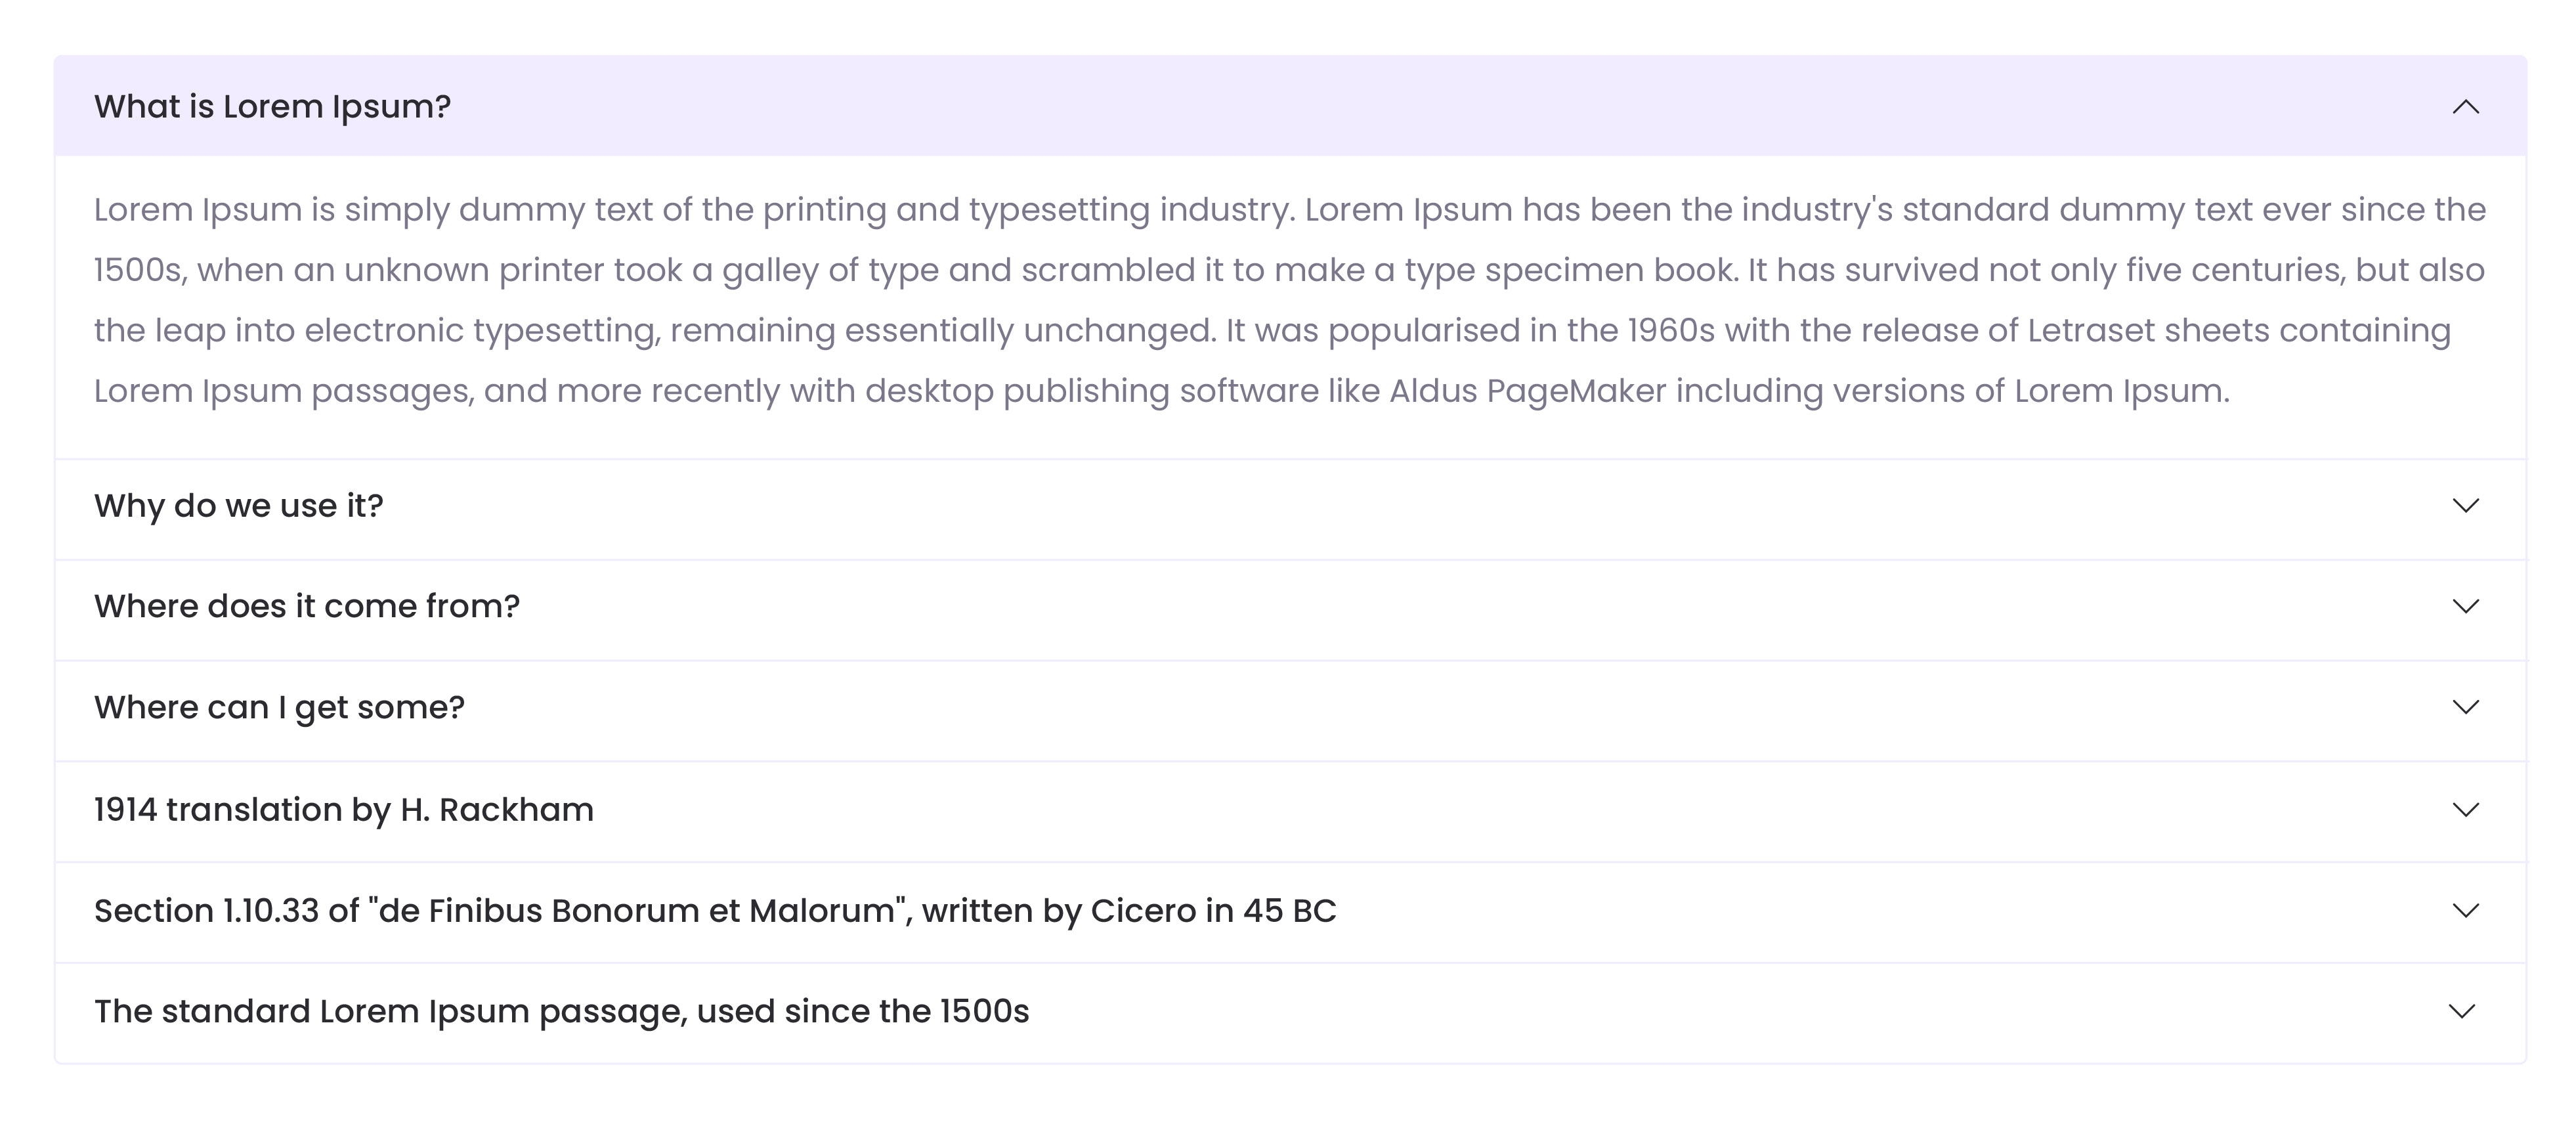 What is Lorem Ipsum?
Lorem Ipsum is simply dummy text of the printing and typesetting industry. Lorem Ipsum has been the industry's standard dummy text ever since the
1500s, when an unknown printer took a galley of type and scrambled it to make a type specimen book. It has survived not only five centuries, but also
the leap into electronic typesetting, remaining essentially unchanged. It was popularised in the 1960s with the release of Letraset sheets containing
Lorem Ipsum passages, and more recently with desktop publishing software like Aldus PageMaker including versions of Lorem Ipsum.
Why do we use it?
Where does it come from?
Where can I get some?
1914 translation by H. Rackham
Section 1.10.33 of "de Finibus Bonorum et Malorum", written by Cicero in 45 BC
The standard Lorem Ipsum passage, used since the 1500s